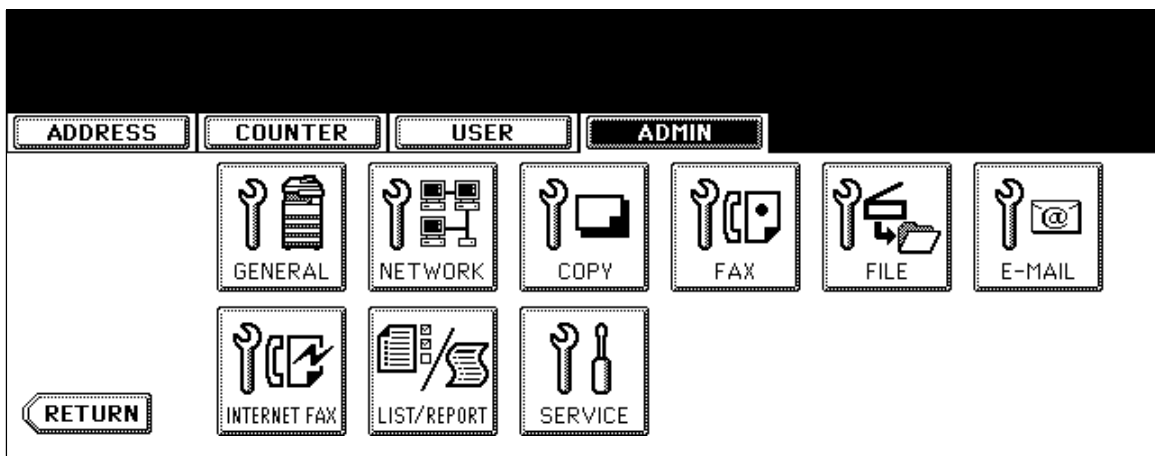 ADDRESS COUNTER USER ADMIN
GENERAL NETWORK COPY FAX FILE @ E-MAIL
INTERNET FAX LIST/REPORT SERVICE
RETURN